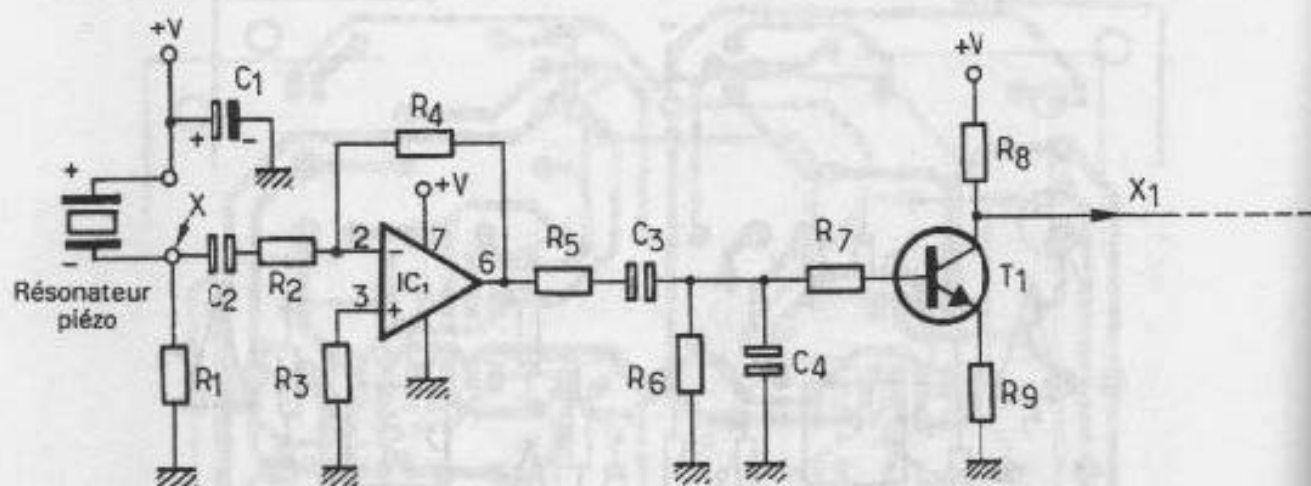 +V
C1
+ -
+
-
Résonateur
piézo
X
R1
C2
R2
R3
R4
+V
2 -
3 +
7
6
IC1
R5
C3
R6
C4
R7
+V
R8
X1
T1
R9